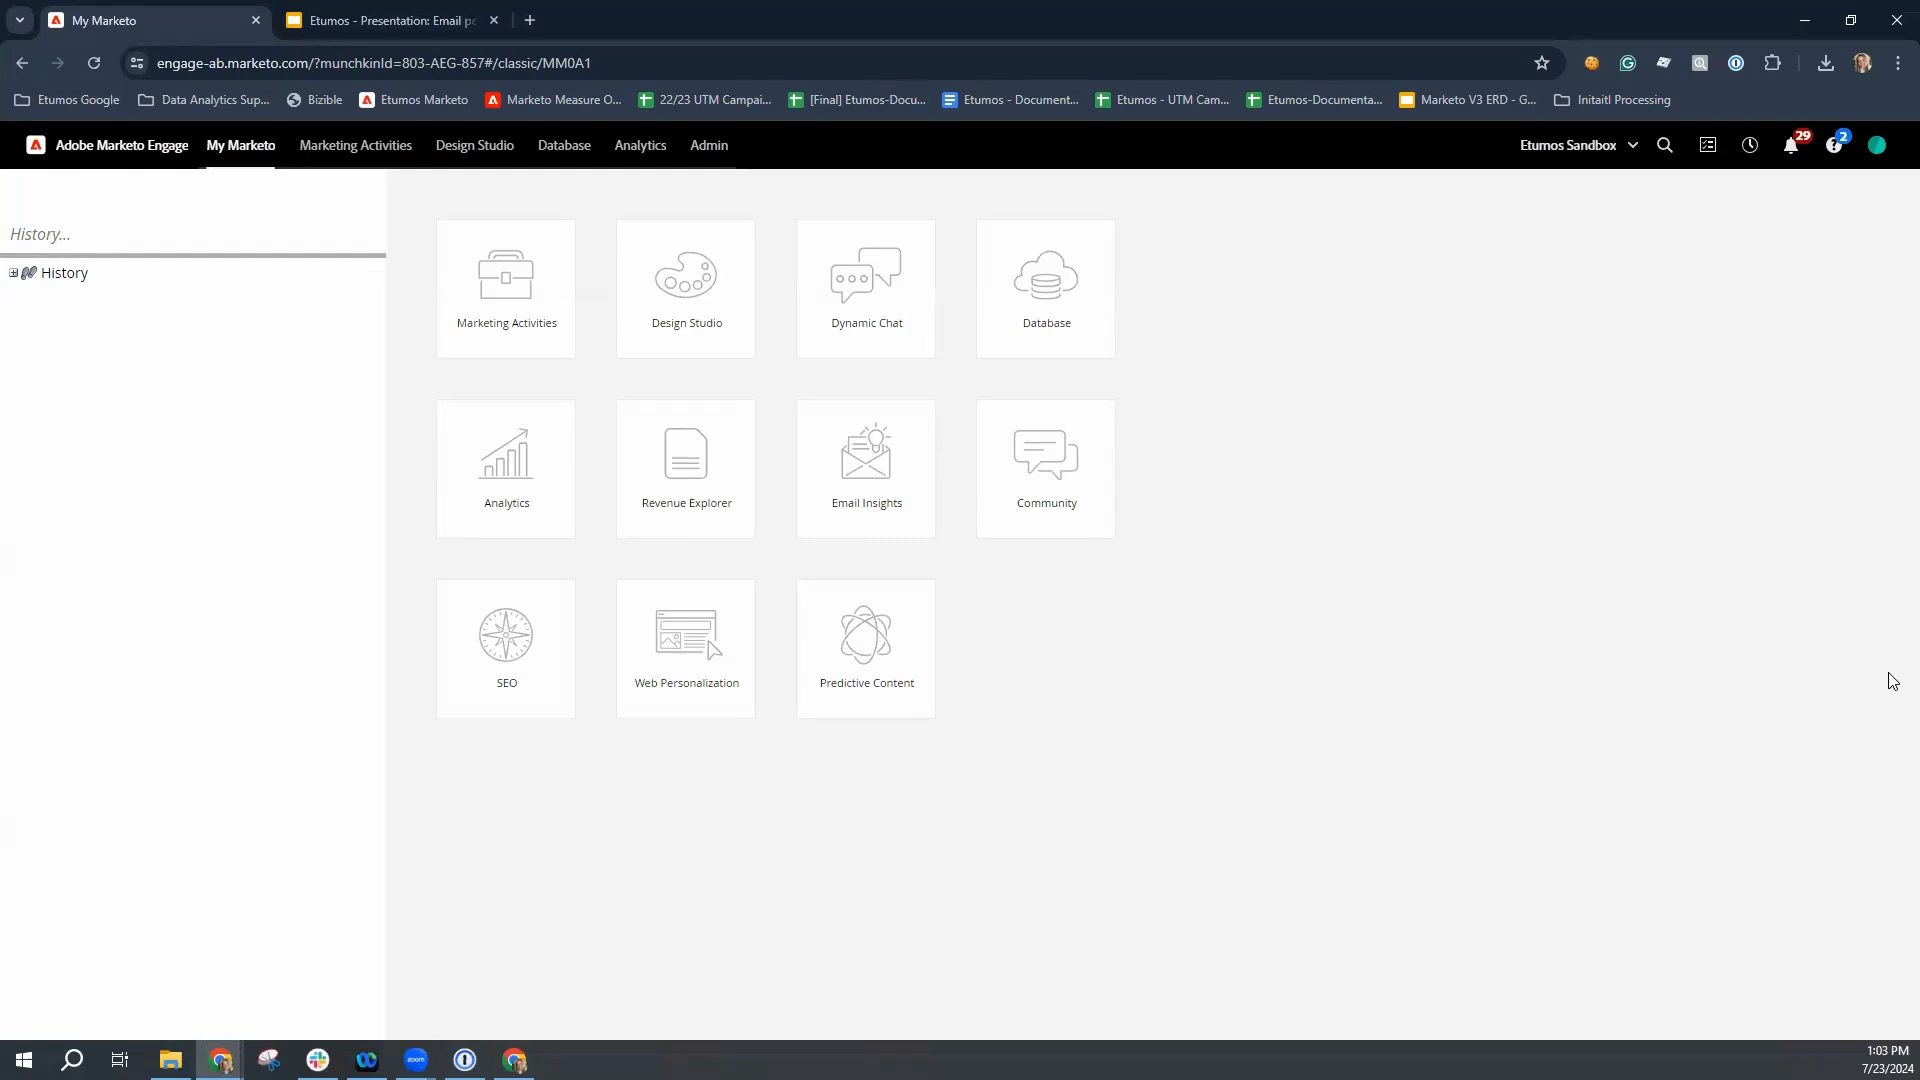 My Marketo
Etumos - Presentation: Email pe
engage-ab.marketo.com/?munchkinId=803-AEG-857#/classic/MM0A1
Etumos Google
Data Analytics Sup...
Bizible
Etumos Marketo
Marketo Measure O...
22/23 UTM Campai...
[Final] Etumos-Docu...
Etumos - Document...
Etumos - UTM Cam...
Etumos-Documenta...
Marketo V3 ERD - G...
Initaitl Processing
Adobe Marketo Engage
My Marketo
Marketing Activities
Design Studio
Database
Analytics
Admin
Etumos Sandbox
29
2
History...
History
Marketing Activities
Design Studio
Dynamic Chat
Database
Analytics
Revenue Explorer
Email Insights
Community
SEO
Web Personalization
Predictive Content
zoom
1:03 PM
7/23/2024